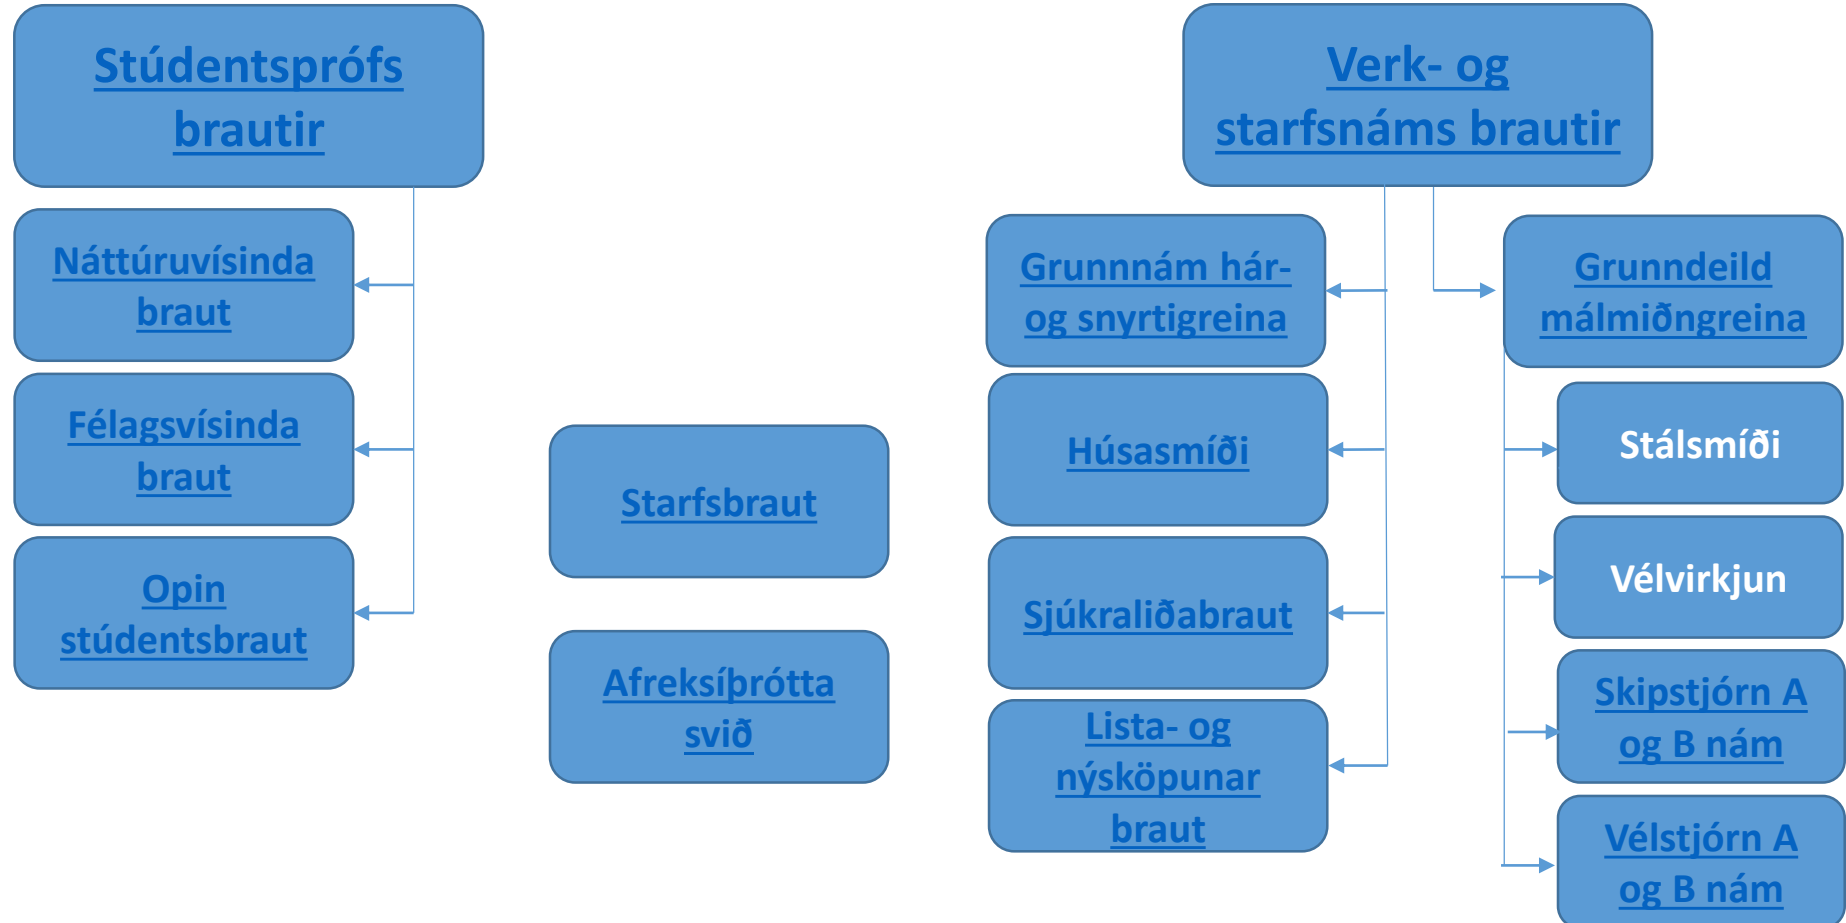 Stúdentsprófs
brautir
Náttúruvísinda
braut
Félagsvísinda
braut
Opin
stúdentsbraut
Starfsbraut
Afreksíþrótta
svið
Verk- og
starfsnáms brautir
Grunnnám hár-
og snyrtigreina
Húsasmíði
Sjúkraliðabraut
Lista- og
nýsköpunar
braut
Grunndeild
málmiðngreina
Stálsmíði
Vélvirkjun
Skipstjórn A
og B nám
Vélstjórn A
og B nám